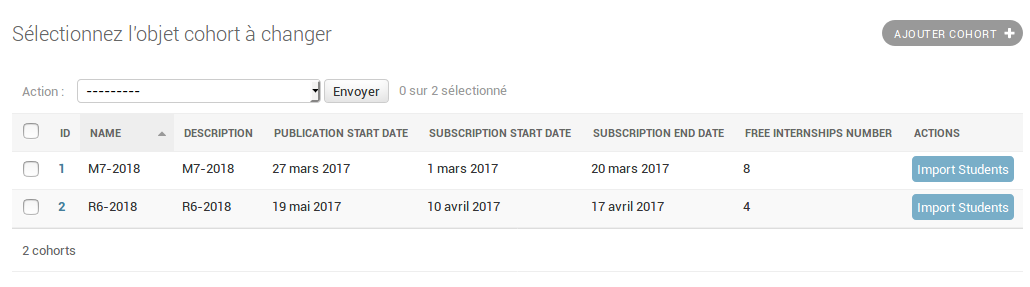 Sélectionnez l'objet cohort à changer
AJOUTER COHORT +
Action : --------- Envoyer 0 sur 2 sélectionné
ID NAME DESCRIPTION PUBLICATION START DATE SUBSCRIPTION START DATE SUBSCRIPTION END DATE FREE INTERNSHIPS NUMBER ACTIONS
1 M7-2018 M7-2018 27 mars 2017 1 mars 2017 20 mars 2017 8 Import Students
2 R6-2018 R6-2018 19 mai 2017 10 avril 2017 17 avril 2017 4 Import Students
2 cohorts